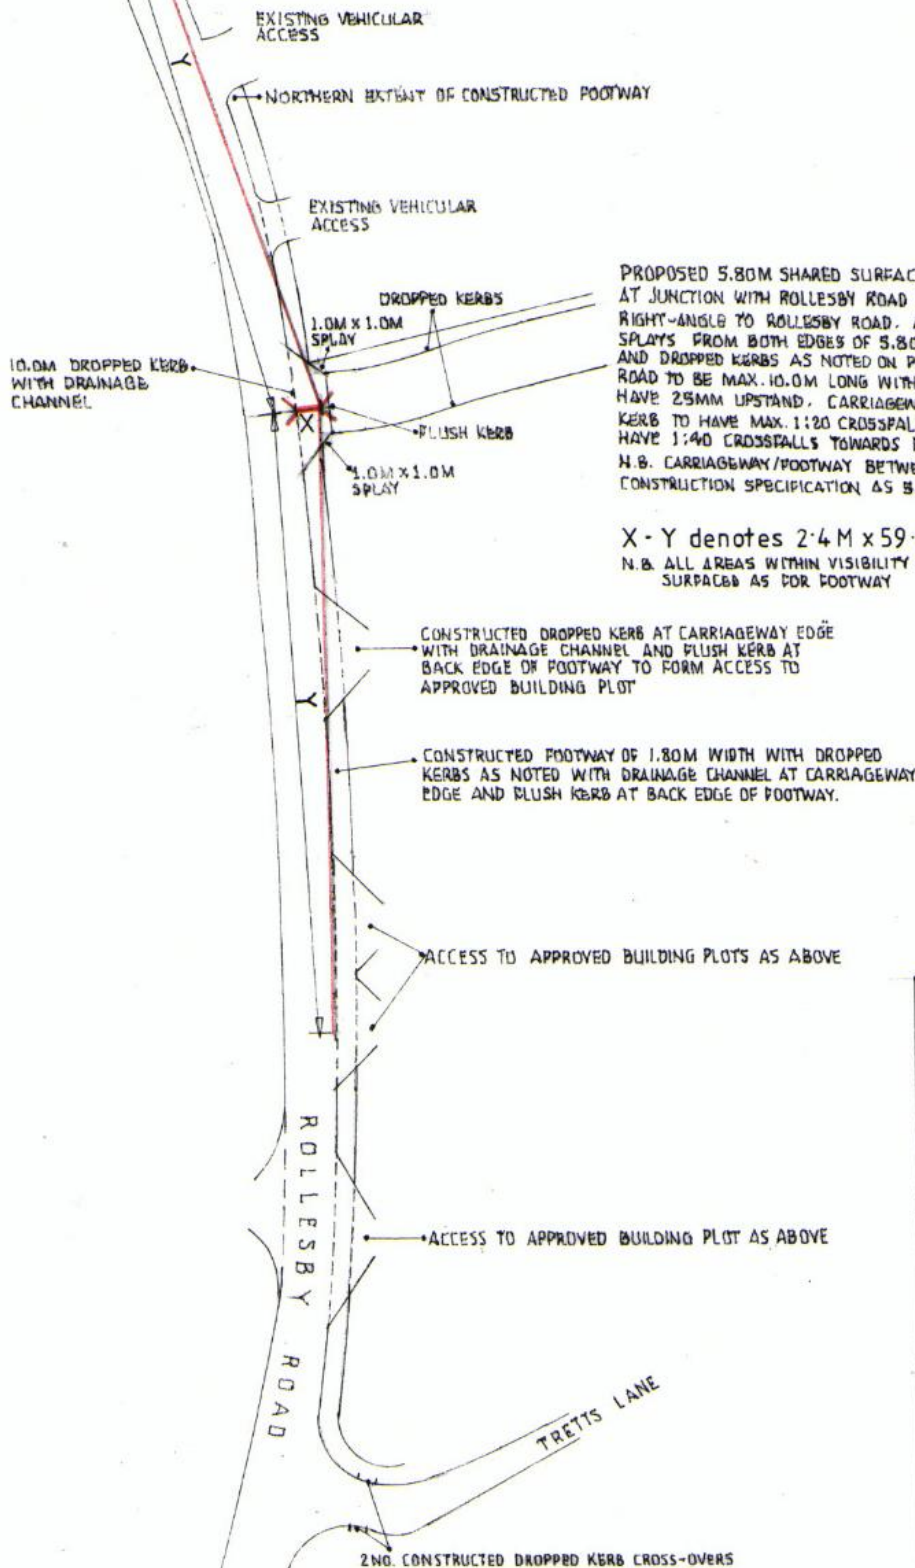 EXISTING VEHICULAR
ACCESS
Y
NORTHERN EXTENT OF CONSTRUCTED FOOTWAY
EXISTING VEHICULAR
ACCESS
DROPPED KERBS
1.0M x 1.0M
SPLAY
10.0M DROPPED KERB
WITH DRAINAGE
CHANNEL
X
FLUSH KERB
1.0M x 1.0M
SPLAY
PROPOSED 5.80M SHARED SURFAC
AT JUNCTION WITH ROLLESBY ROAD
RIGHT-ANGLE TO ROLLESBY ROAD.
SPLAYS FROM BOTH EDGES OF 5.80
AND DROPPED KERBS AS NOTED ON P
ROAD TO BE MAX. 10.0M LONG WITH
HAVE 25MM UPSTAND. CARRIAGEW
KERB TO HAVE MAX. 1:20 CROSSFAL
HAVE 1:40 CROSSFALLS TOWARDS
N.B. CARRIAGEWAY/FOOTWAY BETWE
CONSTRUCTION SPECIFICATION AS
X - Y denotes 2·4 M x 59·
N.B. ALL AREAS WITHIN VISIBILITY
SURFACED AS FOR FOOTWAY
CONSTRUCTED DROPPED KERB AT CARRIAGEWAY EDGE
WITH DRAINAGE CHANNEL AND FLUSH KERB AT
BACK EDGE OF FOOTWAY TO FORM ACCESS TO
APPROVED BUILDING PLOT
Y
CONSTRUCTED FOOTWAY OF 1.80M WIDTH WITH DROPPED
KERBS AS NOTED WITH DRAINAGE CHANNEL AT CARRIAGEWAY
EDGE AND FLUSH KERB AT BACK EDGE OF FOOTWAY.
ACCESS TO APPROVED BUILDING PLOTS AS ABOVE
ROLLESBY ROAD
ACCESS TO APPROVED BUILDING PLOT AS ABOVE
TRETTS LANE
2NO. CONSTRUCTED DROPPED KERB CROSS-OVERS